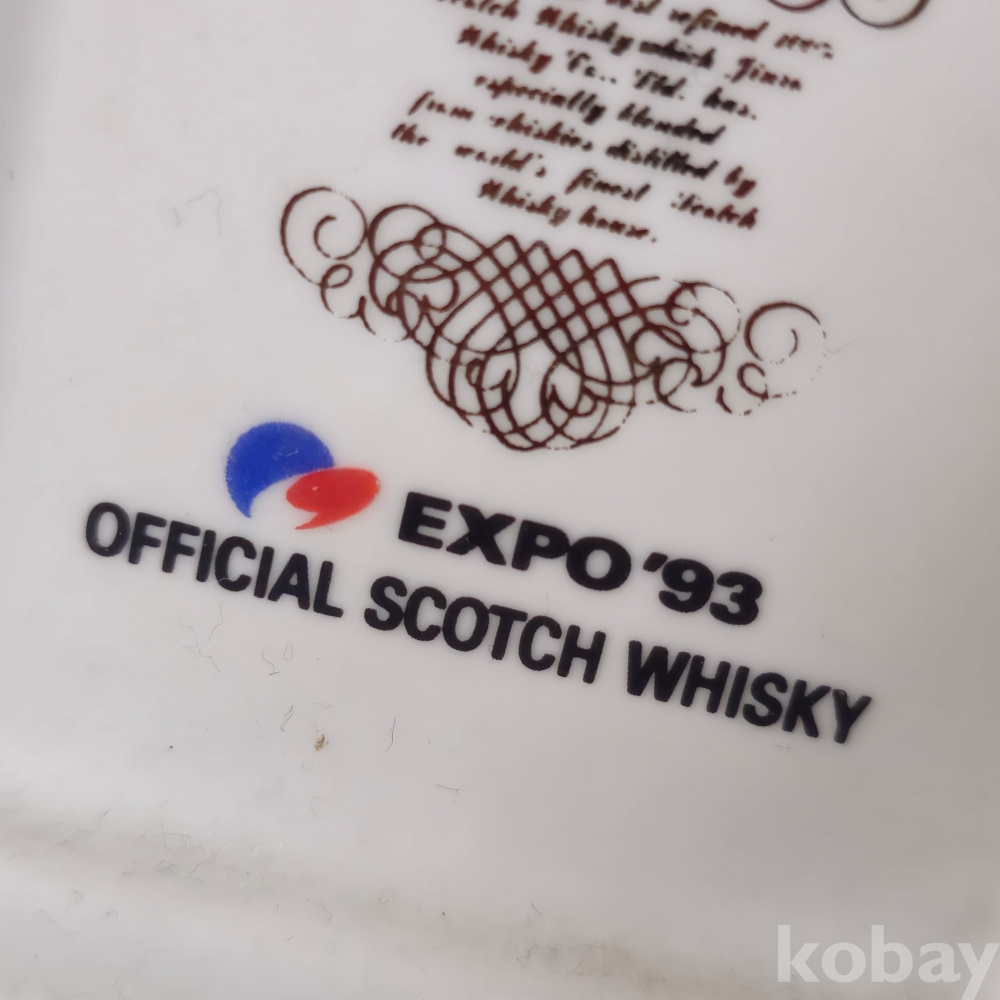 refined
Scotch Whisky which Jinro
Whisky Co., Ltd. has
especially blended
from whiskies distilled by
the world's finest Scotch
Whisky house.
EXPO '93
OFFICIAL SCOTCH WHISKY
kobay